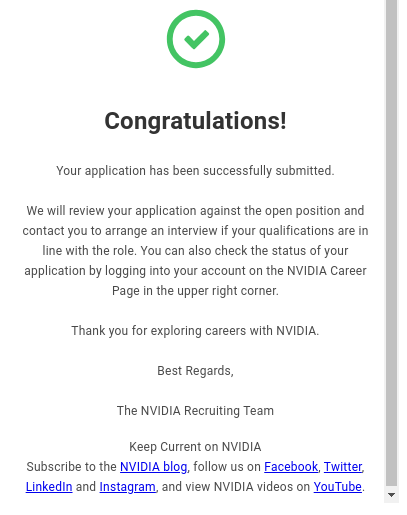 Congratulations!
Your application has been successfully submitted.
We will review your application against the open position and
contact you to arrange an interview if your qualifications are in
line with the role. You can also check the status of your
application by logging into your account on the NVIDIA Career
Page in the upper right corner.
Thank you for exploring careers with NVIDIA.
Best Regards,
The NVIDIA Recruiting Team
Keep Current on NVIDIA
Subscribe to the NVIDIA blog, follow us on Facebook, Twitter,
LinkedIn and Instagram, and view NVIDIA videos on YouTube.